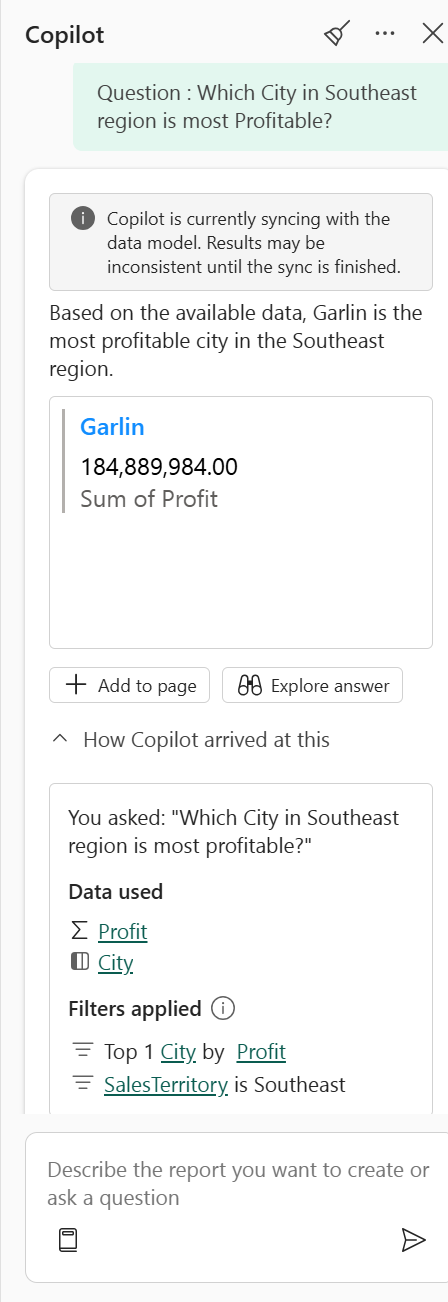 Copilot
Question : Which City in Southeast
region is most Profitable?
Copilot is currently syncing with the
data model. Results may be
inconsistent until the sync is finished.
Based on the available data, Garlin is the
most profitable city in the Southeast
region.
Garlin
184,889,984.00
Sum of Profit
Add to page
Explore answer
How Copilot arrived at this
You asked: "Which City in Southeast
region is most profitable?"
Data used
Profit
City
Filters applied
Top 1 City by Profit
SalesTerritory is Southeast
Describe the report you want to create or
ask a question